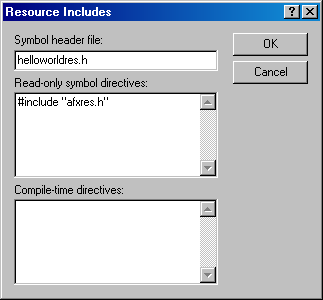 Resource Includes
Symbol header file:
helloworldres.h
OK
Cancel
Read-only symbol directives:
#include "afxres.h"
Compile-time directives: